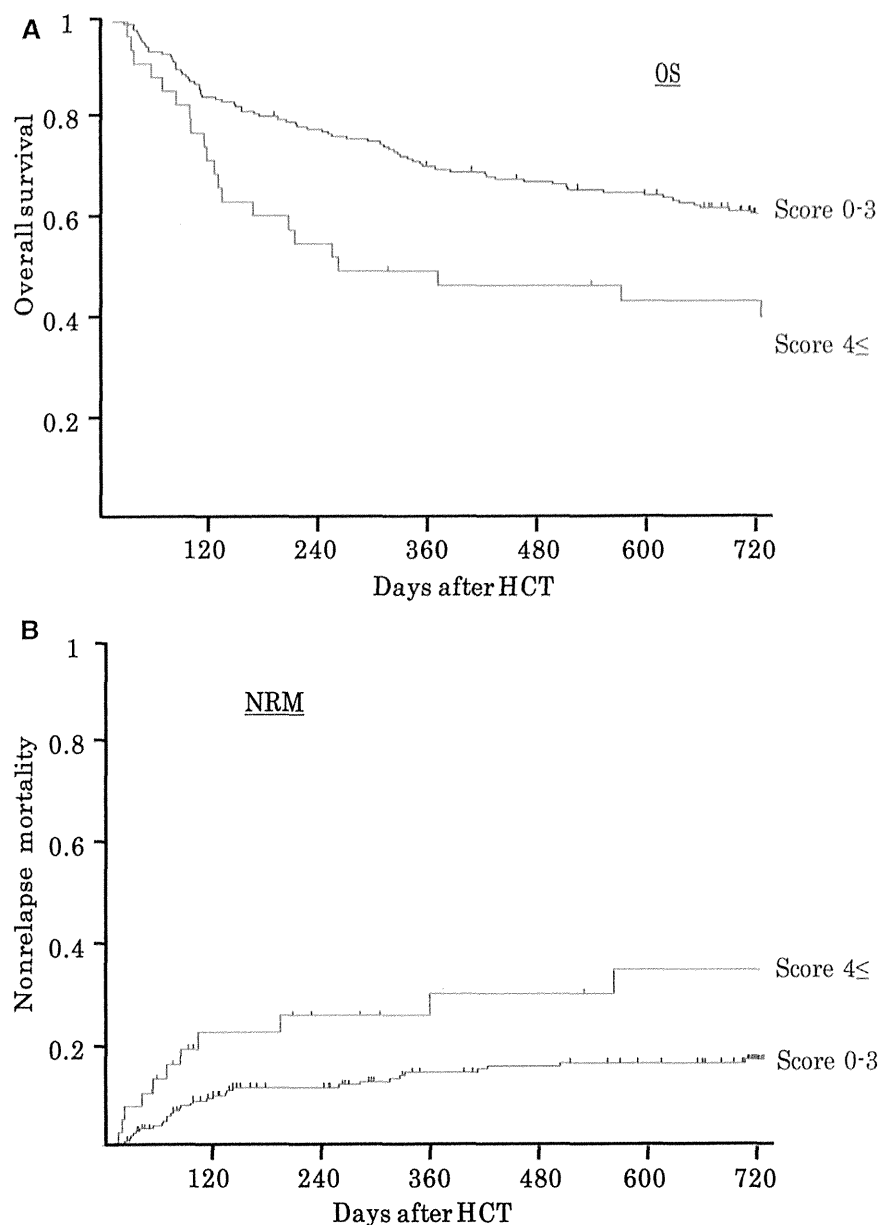 A
1
OS
0.8
Overall survival
Score 0-3
0.6
0.4
Score 4≤
0.2
120 240 360 480 600 720
Days after HCT
B
1
NRM
0.8
Nonrelapse mortality
0.6
0.4
Score 4≤
0.2
Score 0-3
120 240 360 480 600 720
Days after HCT